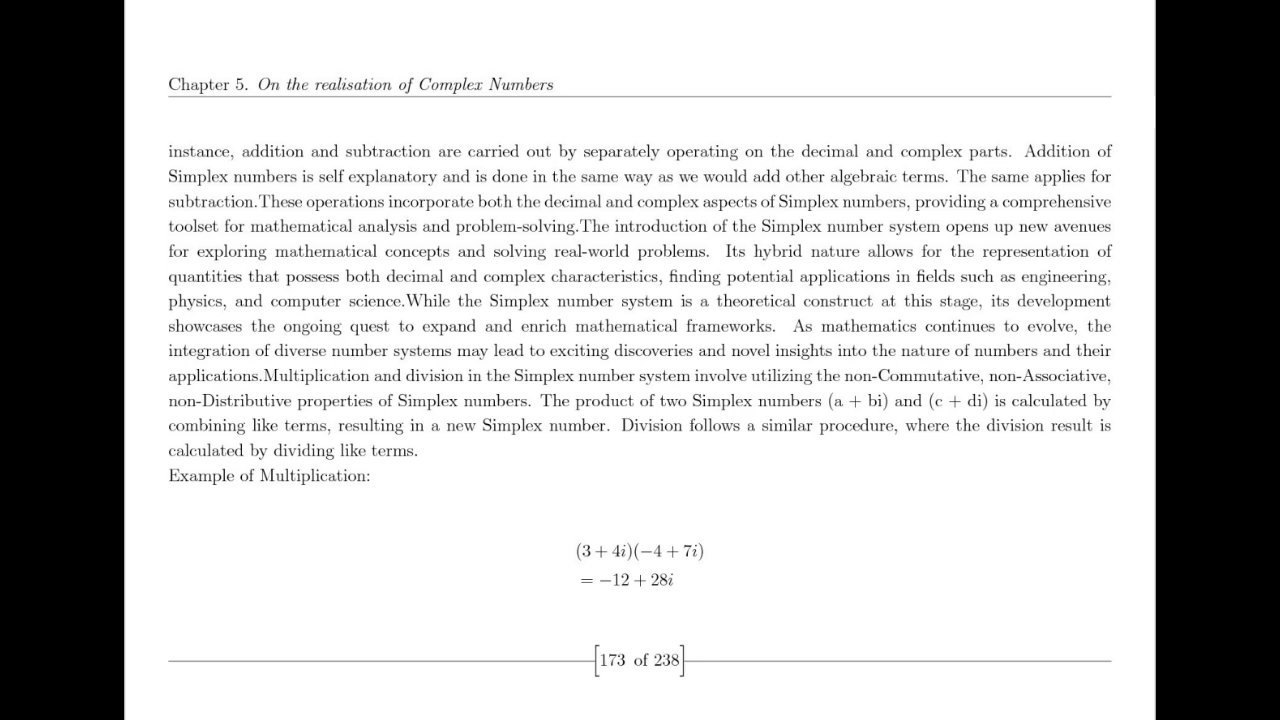 Chapter 5. On the realisation of Complex Numbers
instance, addition and subtraction are carried out by separately operating on the decimal and complex parts. Addition of
Simplex numbers is self explanatory and is done in the same way as we would add other algebraic terms. The same applies for
subtraction.These operations incorporate both the decimal and complex aspects of Simplex numbers, providing a comprehensive
toolset for mathematical analysis and problem-solving.The introduction of the Simplex number system opens up new avenues
for exploring mathematical concepts and solving real-world problems. Its hybrid nature allows for the representation of
quantities that possess both decimal and complex characteristics, finding potential applications in fields such as engineering,
physics, and computer science.While the Simplex number system is a theoretical construct at this stage, its development
showcases the ongoing quest to expand and enrich mathematical frameworks. As mathematics continues to evolve, the
integration of diverse number systems may lead to exciting discoveries and novel insights into the nature of numbers and their
applications.Multiplication and division in the Simplex number system involve utilizing the non-Commutative, non-Associative,
non-Distributive properties of Simplex numbers. The product of two Simplex numbers (a + bi) and (c + di) is calculated by
combining like terms, resulting in a new Simplex number. Division follows a similar procedure, where the division result is
calculated by dividing like terms.
Example of Multiplication:
(3 + 4i)(−4 + 7i)
= −12 + 28i
[173 of 238]